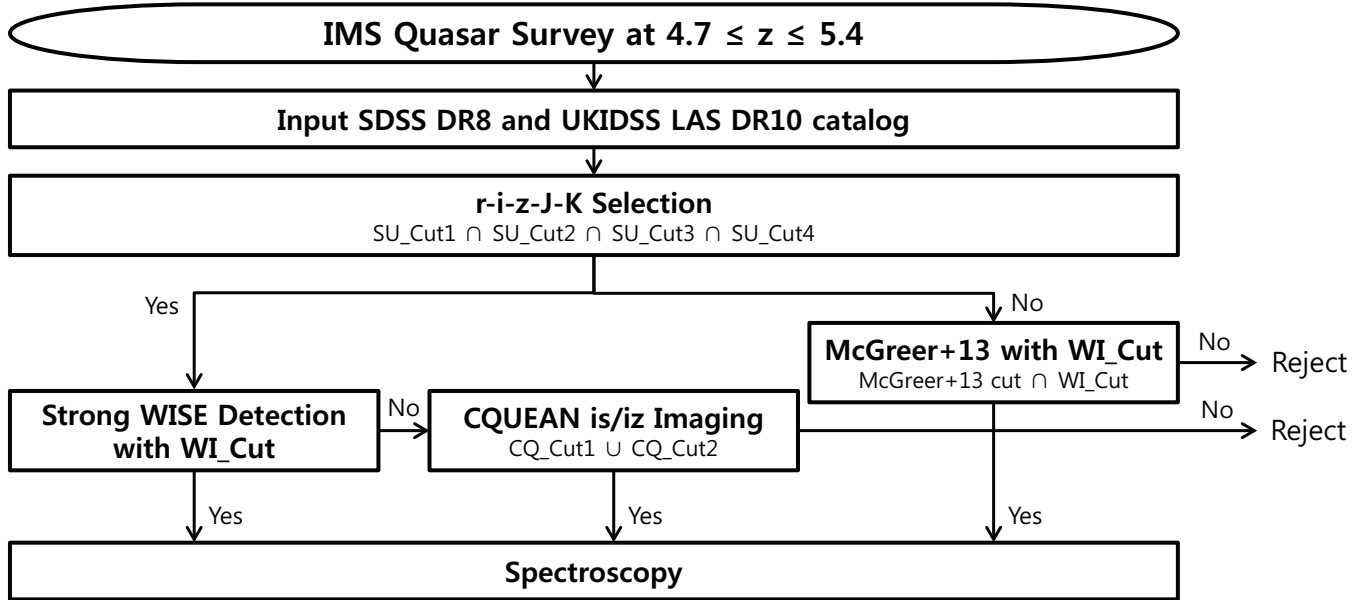 IMS Quasar Survey at 4.7 ≤ z ≤ 5.4
Input SDSS DR8 and UKIDSS LAS DR10 catalog
r-i-z-J-K Selection
SU_Cut1 ∩ SU_Cut2 ∩ SU_Cut3 ∩ SU_Cut4
Yes
No
McGreer+13 with WI_Cut
McGreer+13 cut ∩ WI_Cut
No
Reject
Strong WISE Detection
with WI_Cut
No
CQUEAN is/iz Imaging
CQ_Cut1 ∪ CQ_Cut2
No
Reject
Yes
Yes
Yes
Spectroscopy